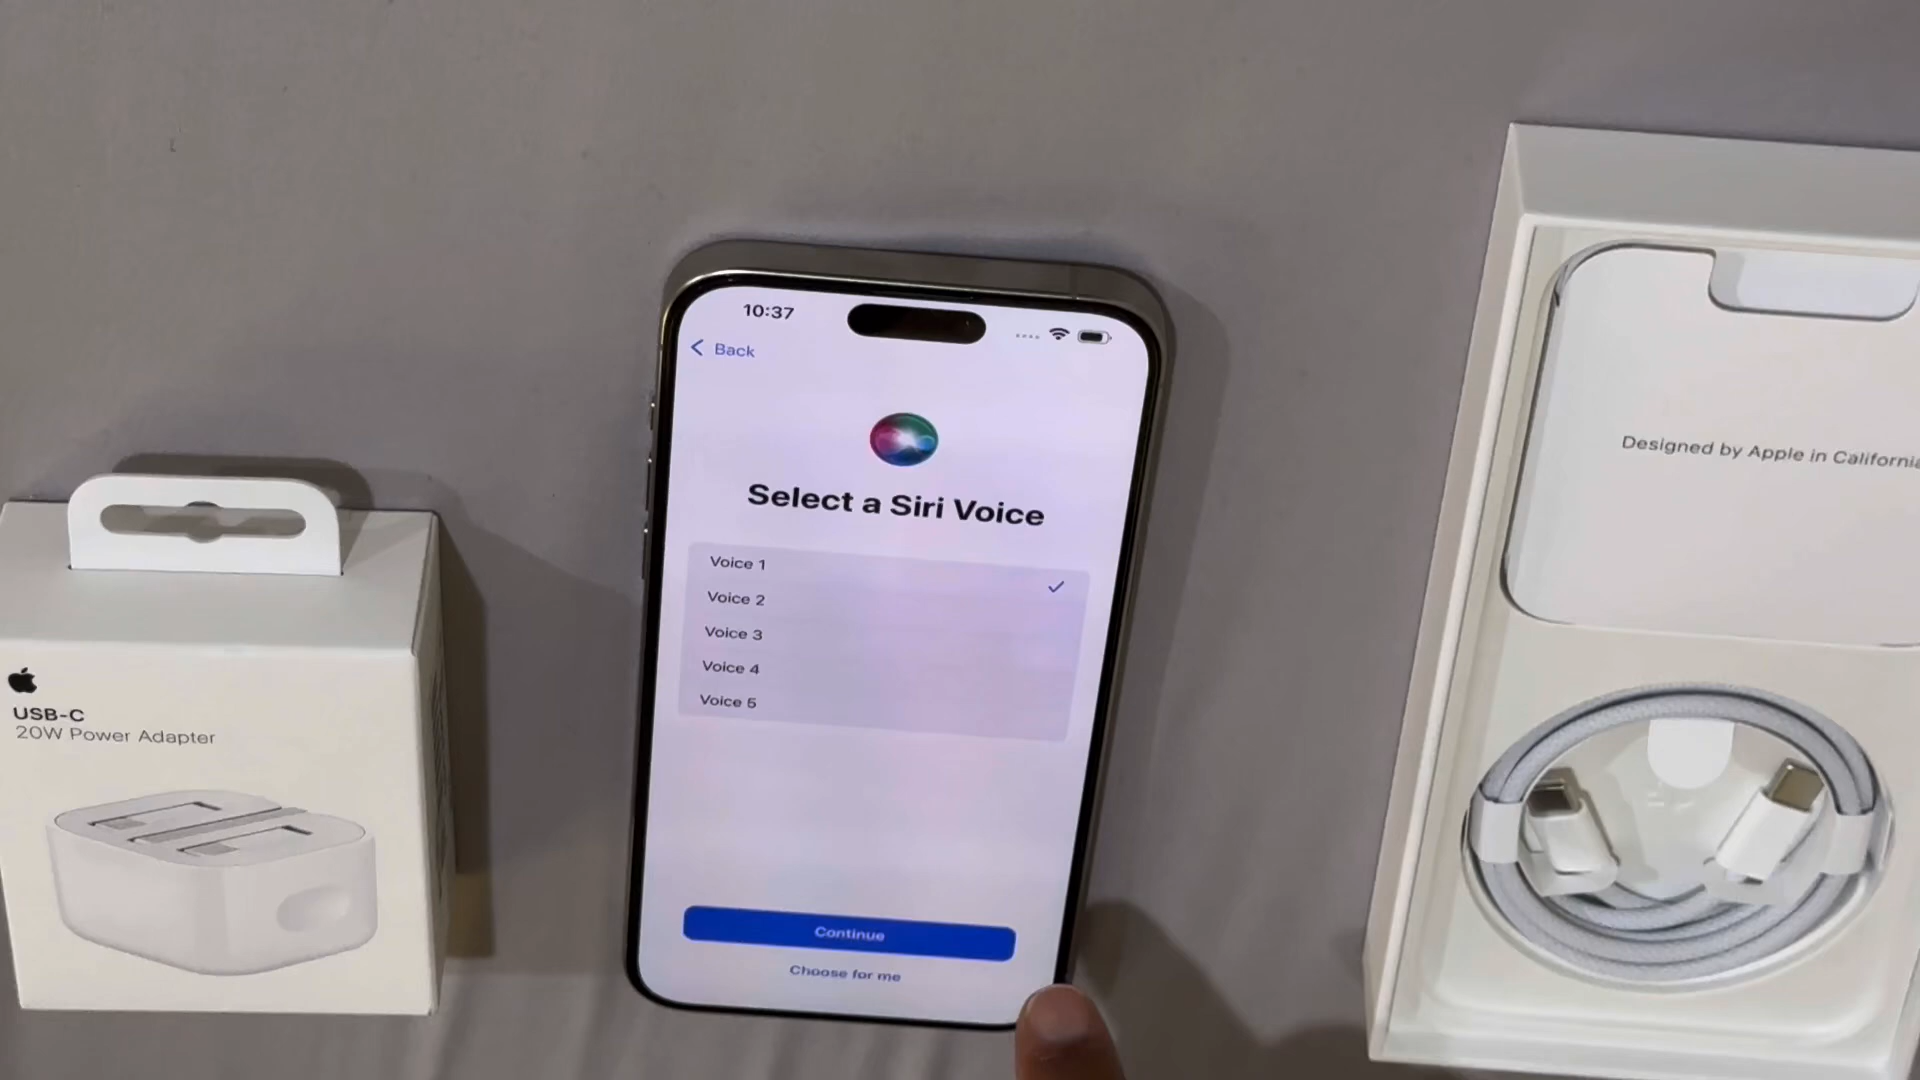 10:37
Back
Select a Siri Voice
Voice 1
Voice 2
Voice 3
Voice 4
Voice 5
Continue
Choose for me
USB-C
20W Power Adapter
Designed by Apple in California